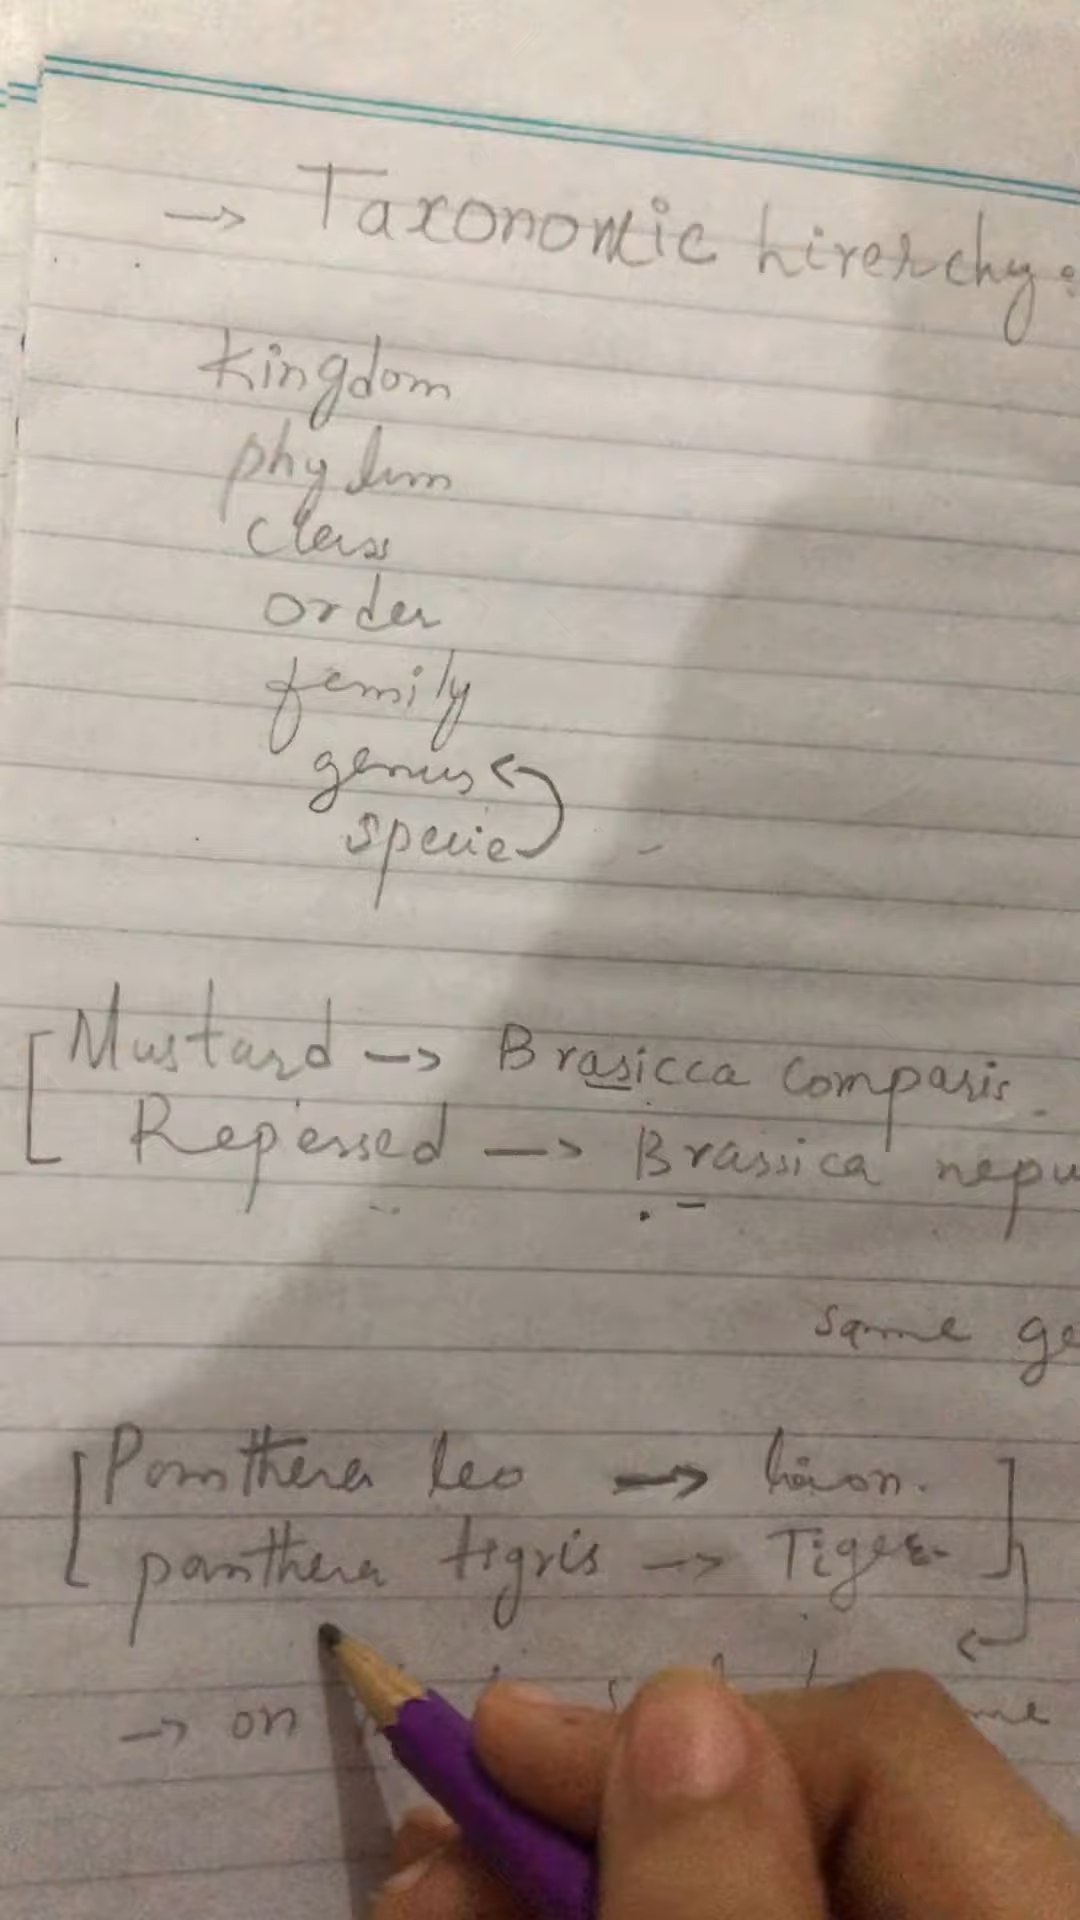 → Taxonomic hirerchy:
Kingdom
phylum
class
order
family
genus
specie
Mustard → Brasicca comparis.
Repessed → Brassica nepu
same ge
Panthera leo → lion.
panthera tigris → Tiger
→ on